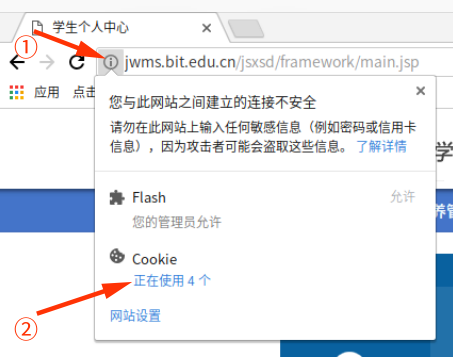 学生个人中心
①
jwms.bit.edu.cn/jsxsd/framework/main.jsp
应用 点击
您与此网站之间建立的连接不安全
请勿在此网站上输入任何敏感信息（例如密码或信用卡
信息），因为攻击者可能会盗取这些信息。 了解详情
学
Flash 允许
养管
您的管理员允许
Cookie
正在使用 4 个
②
网站设置